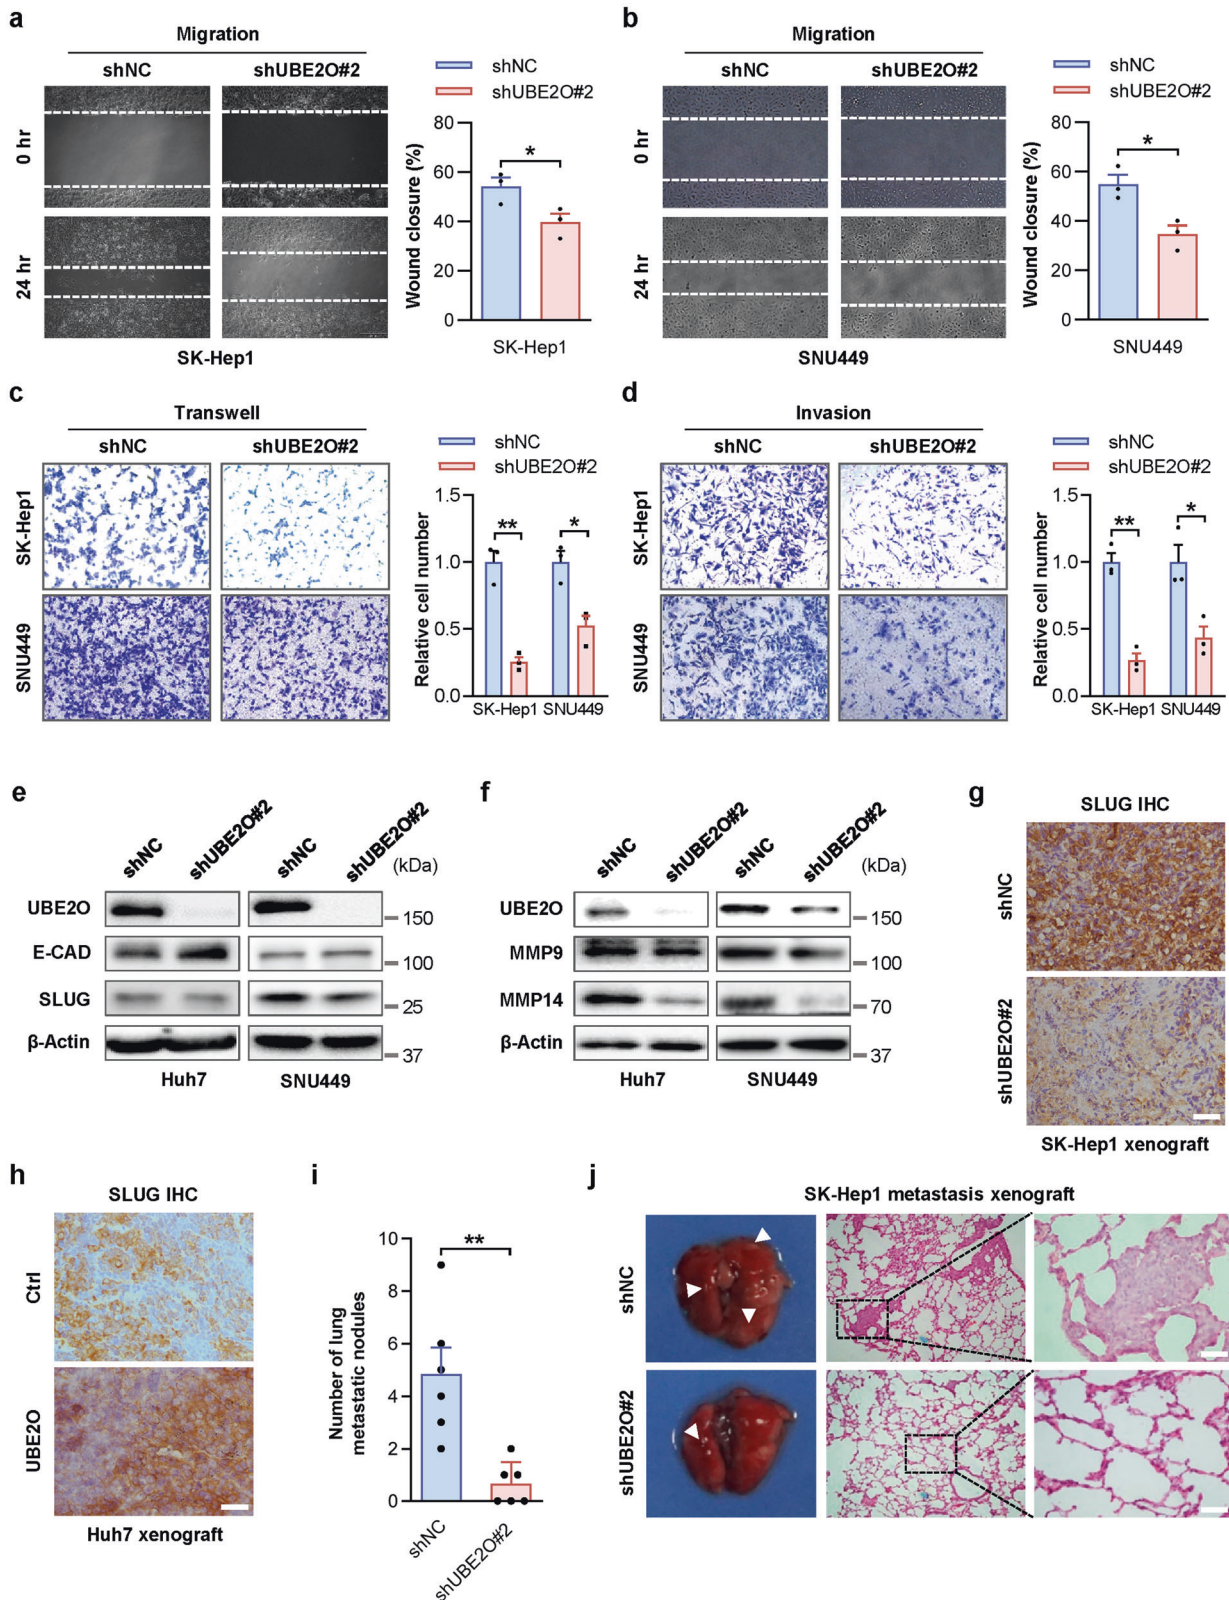 a
Migration
shNC shUBE2O#2
0 hr
24 hr
SK-Hep1
shNC
shUBE2O#2
Wound closure (%)
80
60
40
20
0
*
SK-Hep1
b
Migration
shNC shUBE2O#2
0 hr
24 hr
SNU449
shNC
shUBE2O#2
Wound closure (%)
80
60
40
20
0
*
SNU449
c
Transwell
shNC shUBE2O#2
SK-Hep1
SNU449
shNC
shUBE2O#2
Relative cell number
1.5
1.0
0.5
0.0
** *
SK-Hep1 SNU449
d
Invasion
shNC shUBE2O#2
SK-Hep1
SNU449
shNC
shUBE2O#2
Relative cell number
1.5
1.0
0.5
0.0
** *
SK-Hep1 SNU449
e
shNC shUBE2O#2 shNC shUBE2O#2 (kDa)
UBE2O 150
E-CAD 100
SLUG 25
β-Actin 37
Huh7 SNU449
f
shNC shUBE2O#2 shNC shUBE2O#2 (kDa)
UBE2O 150
MMP9 100
MMP14 70
β-Actin 37
Huh7 SNU449
g
SLUG IHC
shNC
shUBE2O#2
SK-Hep1 xenograft
h
SLUG IHC
Ctrl
UBE2O
Huh7 xenograft
i
Number of lung
metastatic nodules
10
8
6
4
2
0
**
shNC shUBE2O#2
j
SK-Hep1 metastasis xenograft
shNC
shUBE2O#2